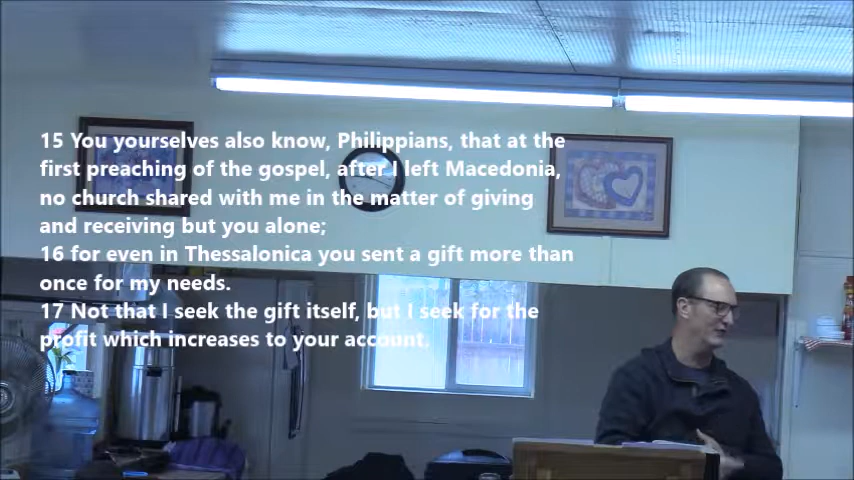 15 You yourselves also know, Philippians, that at the
first preaching of the gospel, after I left Macedonia,
no church shared with me in the matter of giving
and receiving but you alone;
16 for even in Thessalonica you sent a gift more than
once for my needs.
17 Not that I seek the gift itself, but I seek for the
profit which increases to your account.